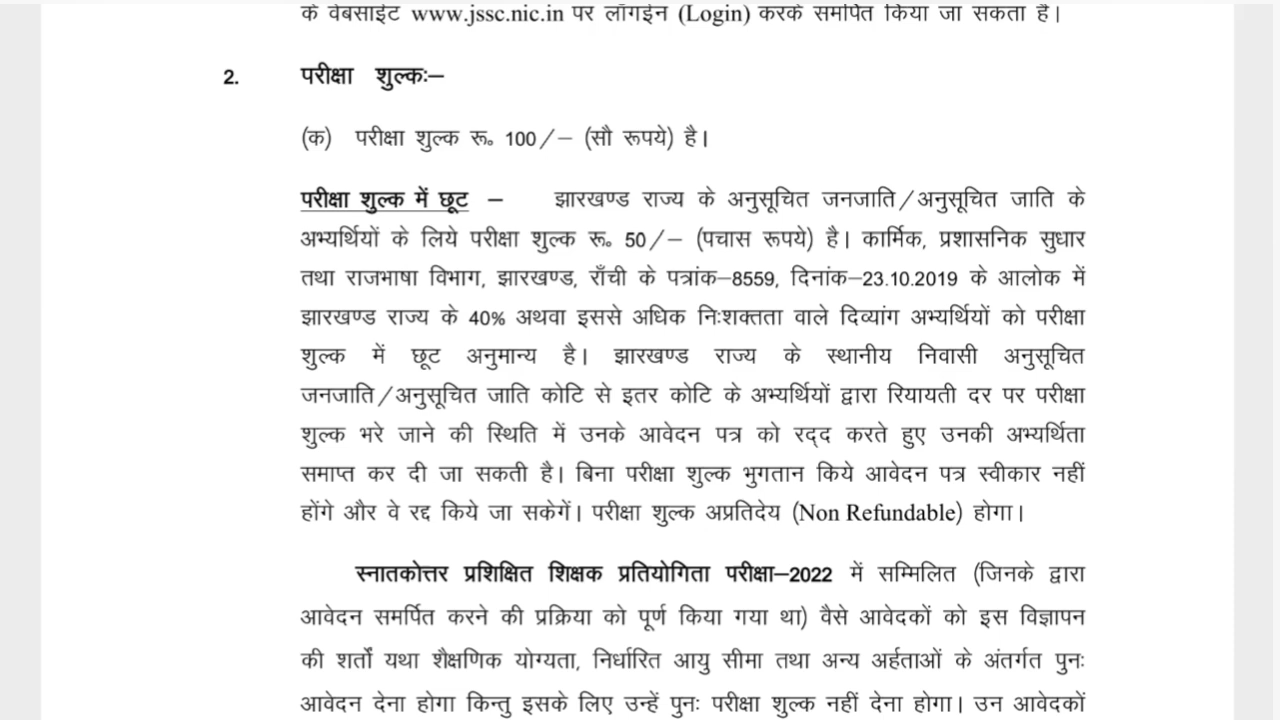 के वेबसाईट www.jssc.nic.in पर लॉगईन (Login) करके समर्पित किया जा सकता है।
2. परीक्षा शुल्कः–
(क) परीक्षा शुल्क रू० 100/– (सौ रूपये) है।
परीक्षा शुल्क में छूट – झारखण्ड राज्य के अनुसूचित जनजाति/अनुसूचित जाति के
अभ्यर्थियों के लिये परीक्षा शुल्क रू० 50/– (पचास रूपये) है। कार्मिक, प्रशासनिक सुधार
तथा राजभाषा विभाग, झारखण्ड, राँची के पत्रांक–8559, दिनांक–23.10.2019 के आलोक में
झारखण्ड राज्य के 40% अथवा इससे अधिक निःशक्तता वाले दिव्यांग अभ्यर्थियों को परीक्षा
शुल्क में छूट अनुमान्य है। झारखण्ड राज्य के स्थानीय निवासी अनुसूचित
जनजाति/अनुसूचित जाति कोटि से इतर कोटि के अभ्यर्थियों द्वारा रियायती दर पर परीक्षा
शुल्क भरे जाने की स्थिति में उनके आवेदन पत्र को रद्द करते हुए उनकी अभ्यर्थिता
समाप्त कर दी जा सकती है। बिना परीक्षा शुल्क भुगतान किये आवेदन पत्र स्वीकार नहीं
होंगे और वे रद्द किये जा सकेगें। परीक्षा शुल्क अप्रतिदेय (Non Refundable) होगा।
स्नातकोत्तर प्रशिक्षित शिक्षक प्रतियोगिता परीक्षा–2022 में सम्मिलित (जिनके द्वारा
आवेदन समर्पित करने की प्रक्रिया को पूर्ण किया गया था) वैसे आवेदकों को इस विज्ञापन
की शर्तों यथा शैक्षणिक योग्यता, निर्धारित आयु सीमा तथा अन्य अर्हताओं के अंतर्गत पुनः
आवेदन देना होगा किन्तु इसके लिए उन्हें पुनः परीक्षा शुल्क नहीं देना होगा। उन आवेदकों